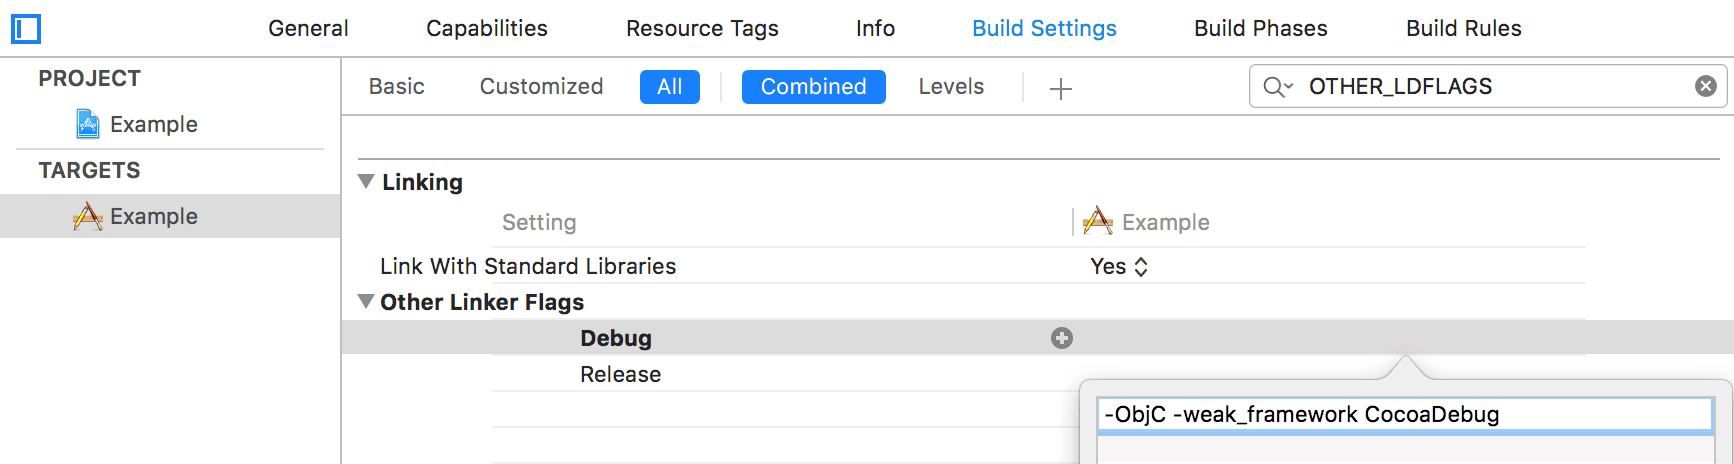 General Capabilities Resource Tags Info Build Settings Build Phases Build Rules
PROJECT
Basic Customized All Combined Levels OTHER_LDFLAGS
Example
TARGETS
Linking
Example
Setting Example
Link With Standard Libraries Yes
Other Linker Flags
Debug
Release
-ObjC -weak_framework CocoaDebug